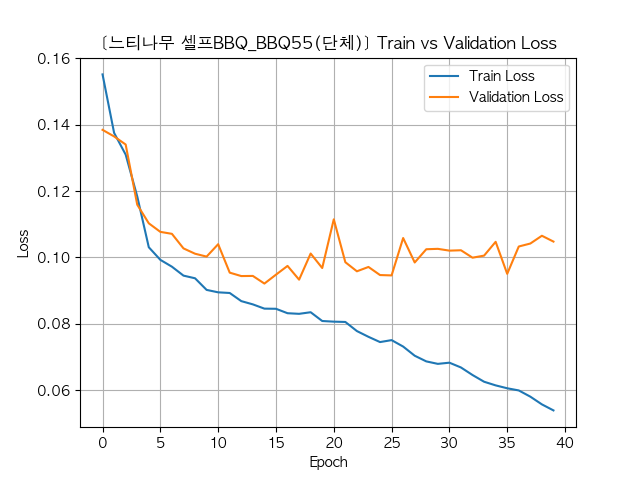 [느티나무 셀프BBQ_BBQ55(단체)] Train vs Validation Loss
Train Loss
Validation Loss
Loss
0.16
0.14
0.12
0.10
0.08
0.06
0 5 10 15 20 25 30 35 40
Epoch